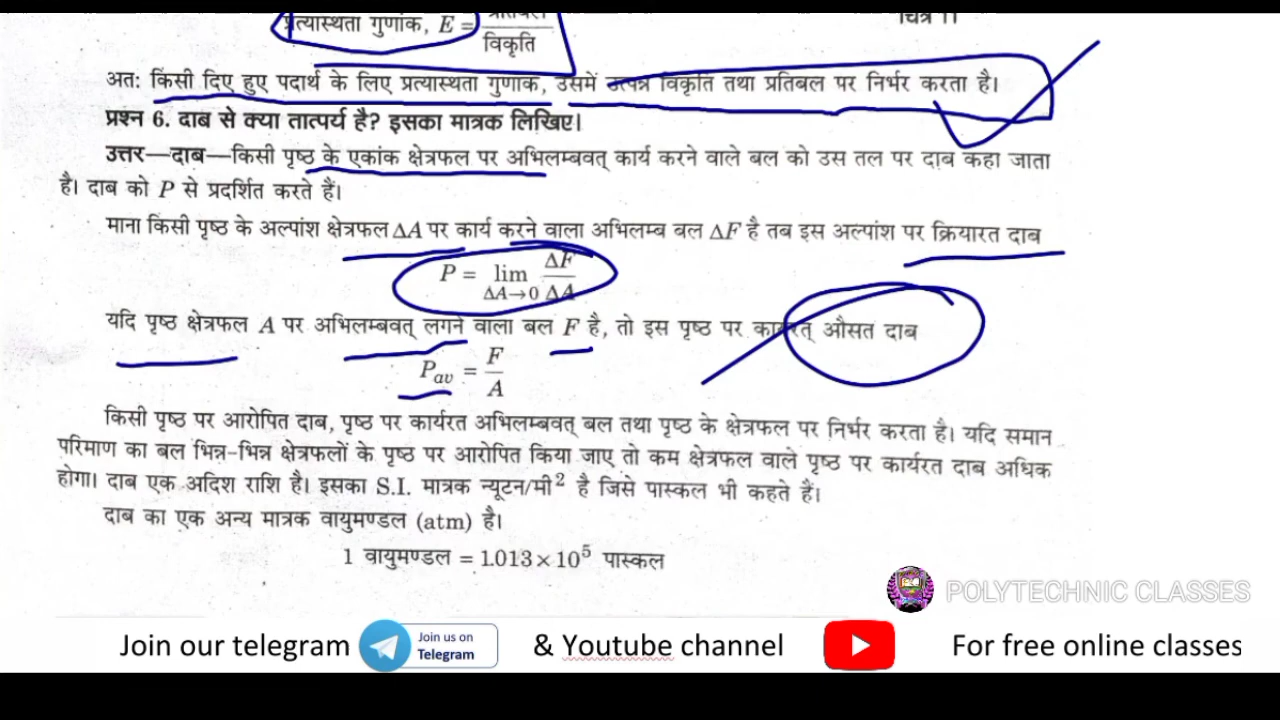 प्रत्यास्थता गुणांक, E = प्रतिबल/विकृति
चित्र 11
अतः किसी दिए हुए पदार्थ के लिए प्रत्यास्थता गुणांक, उसमें उत्पन्न विकृति तथा प्रतिबल पर निर्भर करता है।
प्रश्न 6. दाब से क्या तात्पर्य है? इसका मात्रक लिखिए।
उत्तर—दाब—किसी पृष्ठ के एकांक क्षेत्रफल पर अभिलम्बवत् कार्य करने वाले बल को उस तल पर दाब कहा जाता
है। दाब को P से प्रदर्शित करते हैं।
माना किसी पृष्ठ के अल्पांश क्षेत्रफल ΔA पर कार्य करने वाला अभिलम्ब बल ΔF है तब इस अल्पांश पर क्रियारत दाब
P = lim ΔA→0 ΔF/ΔA
यदि पृष्ठ क्षेत्रफल A पर अभिलम्बवत् लगने वाला बल F है, तो इस पृष्ठ पर कार्यरत् औसत दाब
Pav = F/A
किसी पृष्ठ पर आरोपित दाब, पृष्ठ पर कार्यरत अभिलम्बवत् बल तथा पृष्ठ के क्षेत्रफल पर निर्भर करता है। यदि समान
परिमाण का बल भिन्न-भिन्न क्षेत्रफलों के पृष्ठ पर आरोपित किया जाए तो कम क्षेत्रफल वाले पृष्ठ पर कार्यरत दाब अधिक
होगा। दाब एक अदिश राशि है। इसका S.I. मात्रक न्यूटन/मी² है जिसे पास्कल भी कहते हैं।
दाब का एक अन्य मात्रक वायुमण्डल (atm) है।
1 वायुमण्डल = 1.013 × 10⁵ पास्कल
POLYTECHNIC CLASSES
Join our telegram Join us on Telegram & Youtube channel For free online classes